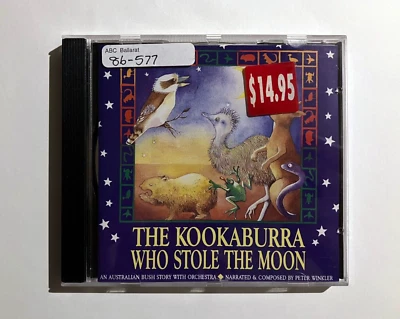 ABC Ballarat
86-577
$14.95
THE KOOKABURRA
WHO STOLE THE MOON
AN AUSTRALIAN BUSH STORY WITH ORCHESTRA NARRATED & COMPOSED BY PETER WINKLER